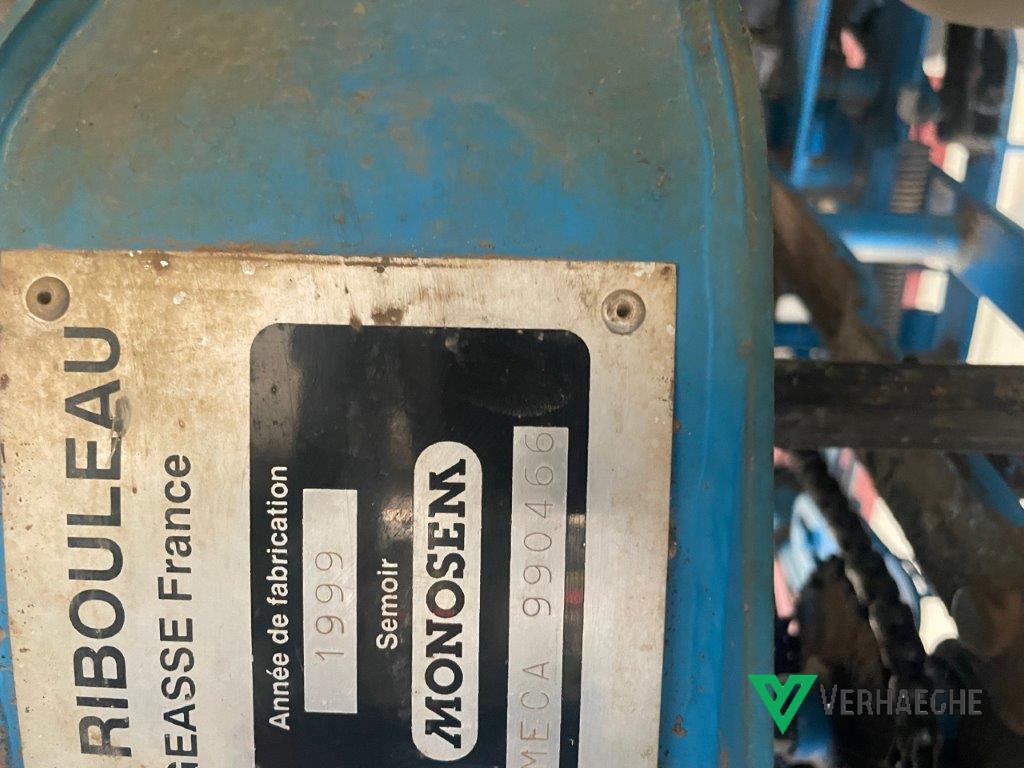 RIBOULEAU
GEASSE France
Année de fabrication
1999
Semoir
MONOSEM
MECA 990466
VERHAEGHE